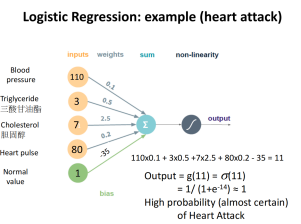 Logistic Regression: example (heart attack)
inputs weights sum non-linearity
Blood
pressure
110
0.1
Triglyceride
三酸甘油酯
3
0.5
Cholesterol
胆固醇
7
2.5
Σ
output
Heart pulse
80
0.2
Normal
value
1
-35
bias
110x0.1 + 3x0.5 +7x2.5 + 80x0.2 - 35 = 11
Output = g(11) = σ(11)
= 1/ (1+e-14) ≈ 1
High probability (almost certain)
of Heart Attack